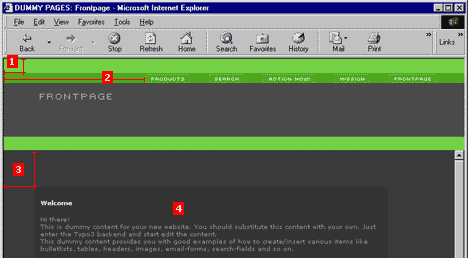 DUMMY PAGES: Frontpage - Microsoft Internet Explorer
File Edit View Favorites Tools Help
Back Forward Stop Refresh Home Search Favorites History Mail Print » Links »
1
2 PRODUCTS SEARCH ACTION NOW! MISSION FRONTPAGE
FRONTPAGE
3
4
Welcome
Hi there!
This is dummy content for your new website. You should substitute this content with your own. Just
enter the Typo3 backend and start edit the content.
This dummy content provides you with good examples of how to create/insert various items like
bulletlists, tables, headers, images, email-forms, search-fields and so on.